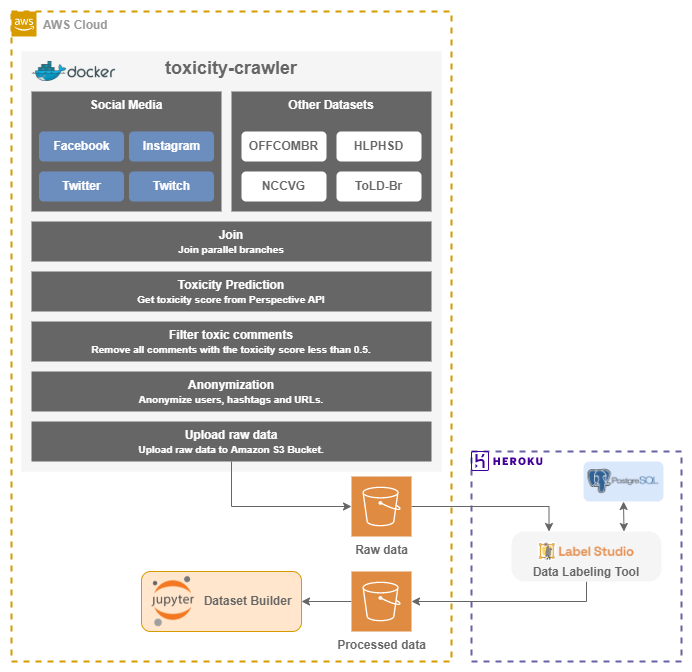 aws
AWS Cloud
docker
toxicity-crawler
Social Media
Facebook
Instagram
Twitter
Twitch
Other Datasets
OFFCOMBR
HLPHSD
NCCVG
ToLD-Br
Join
Join parallel branches
Toxicity Prediction
Get toxicity score from Perspective API
Filter toxic comments
Remove all comments with the toxicity score less than 0.5.
Anonymization
Anonymize users, hashtags and URLs.
Upload raw data
Upload raw data to Amazon S3 Bucket.
HEROKU
PostgreSQL
Raw data
Label Studio
Data Labeling Tool
jupyter
Dataset Builder
Processed data